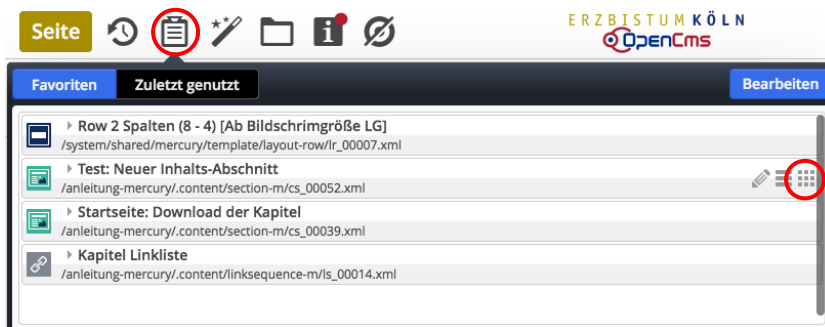 Seite
ERZBISTUM KÖLN
OpenCms
Favoriten Zuletzt genutzt Bearbeiten
Row 2 Spalten (8 - 4) [Ab Bildschrimgröße LG]
/system/shared/mercury/template/layout-row/lr_00007.xml
Test: Neuer Inhalts-Abschnitt
/anleitung-mercury/.content/section-m/cs_00052.xml
Startseite: Download der Kapitel
/anleitung-mercury/.content/section-m/cs_00039.xml
Kapitel Linkliste
/anleitung-mercury/.content/linksequence-m/ls_00014.xml